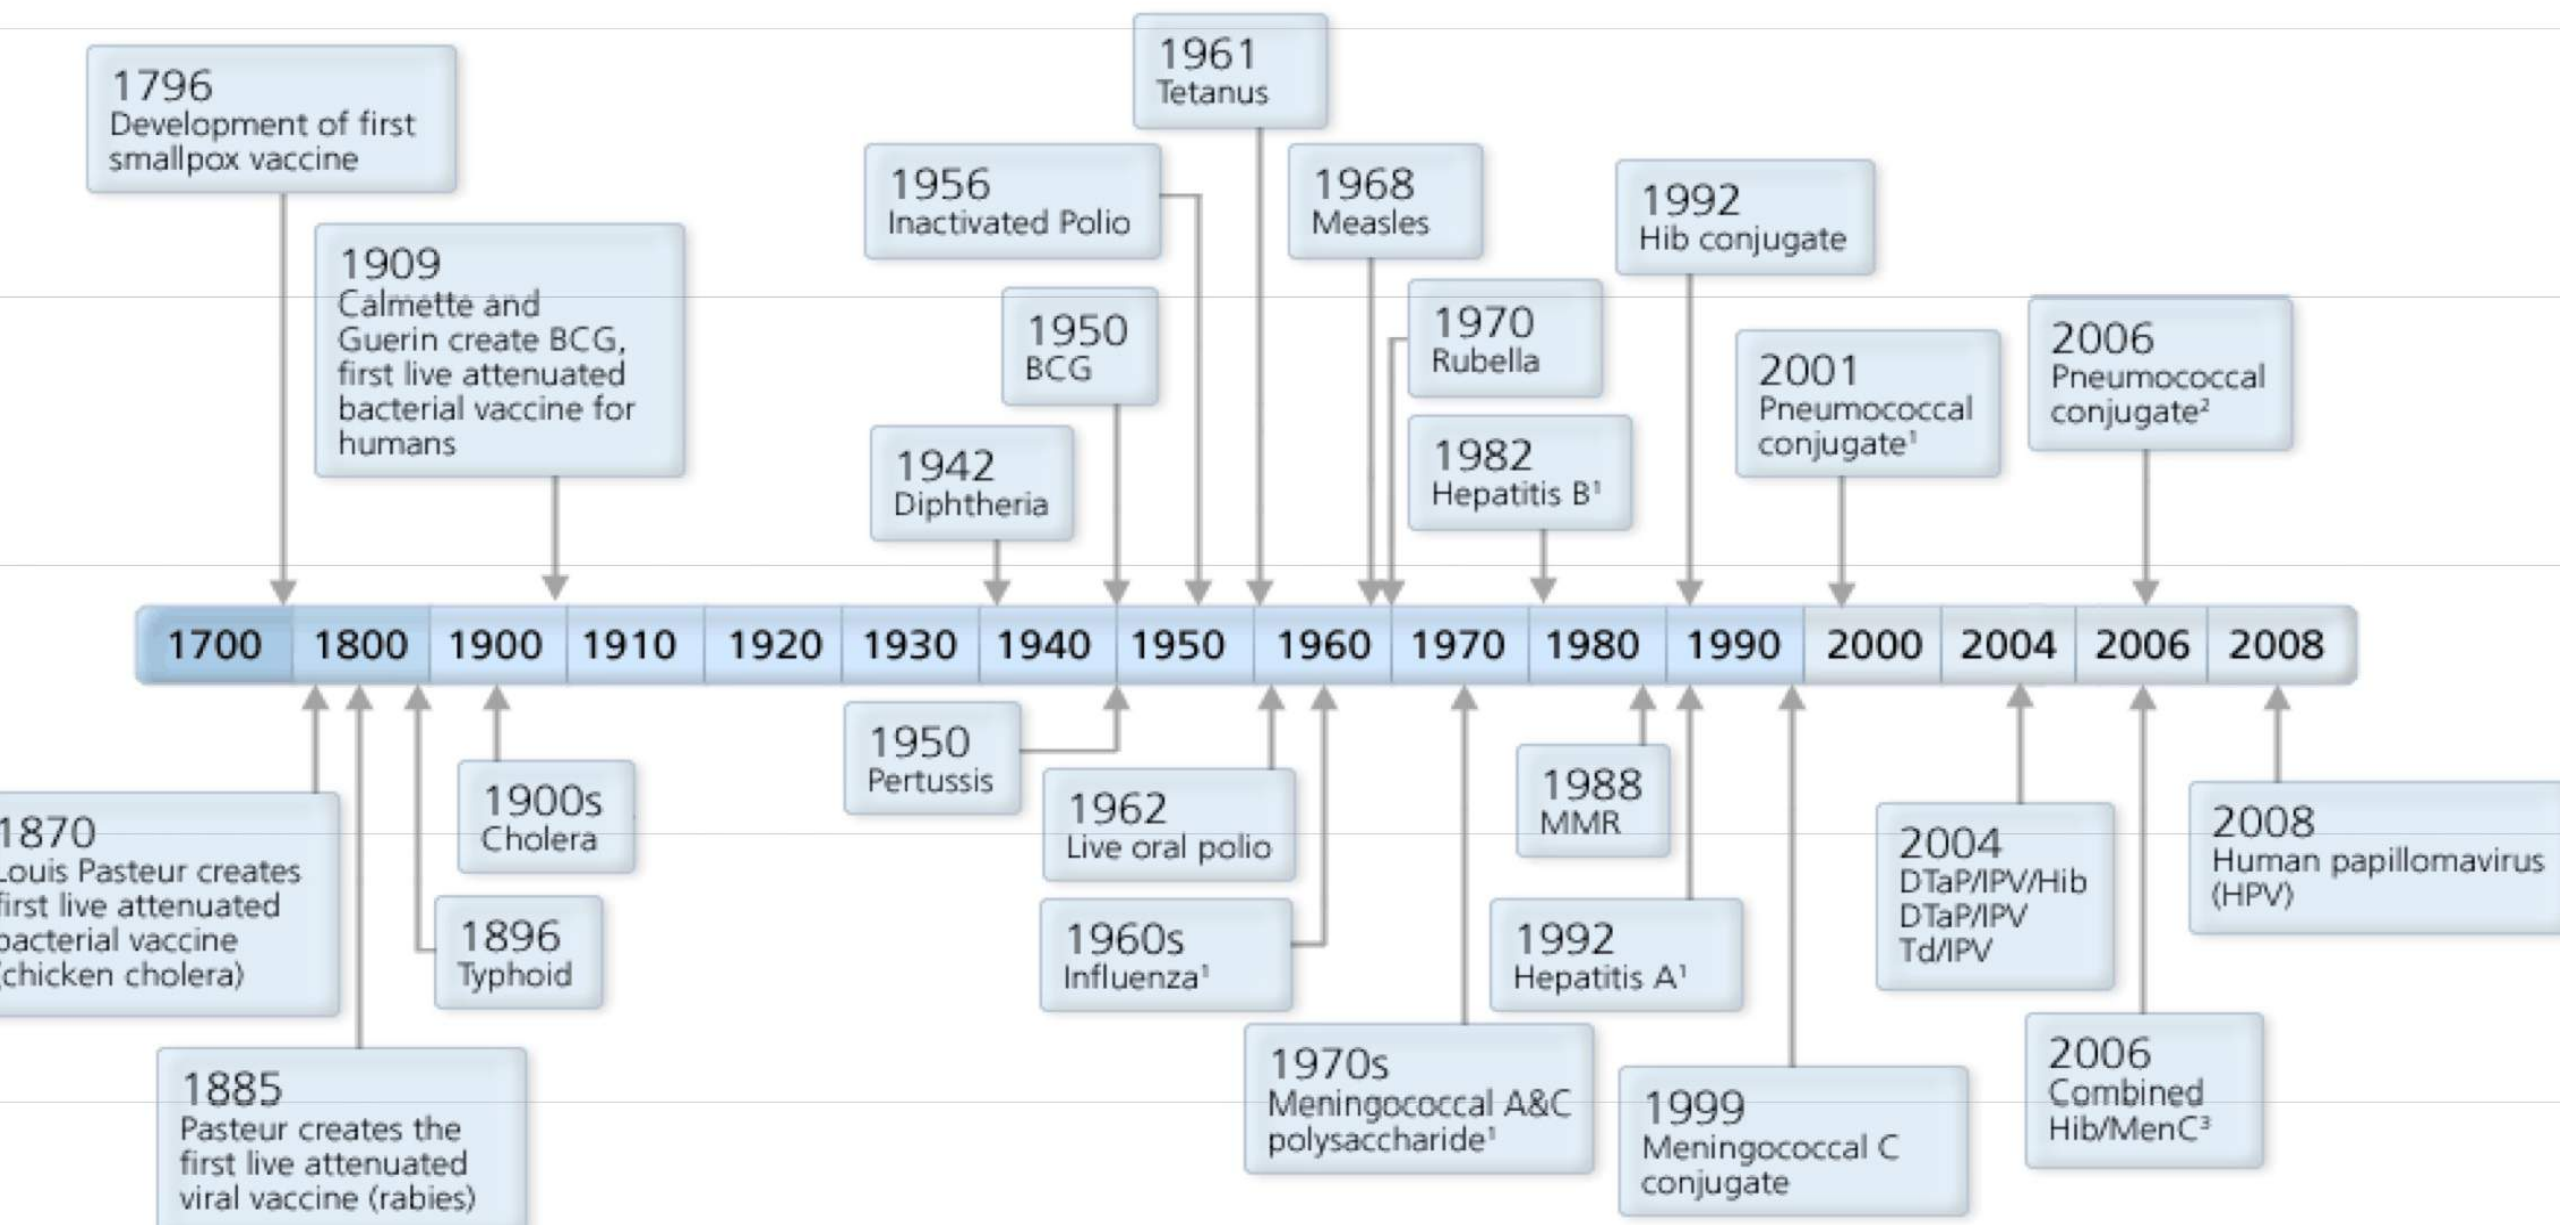 1796
Development of first
smallpox vaccine
1909
Calmette and
Guerin create BCG,
first live attenuated
bacterial vaccine for
humans
1942
Diphtheria
1950
BCG
1956
Inactivated Polio
1961
Tetanus
1968
Measles
1970
Rubella
1982
Hepatitis B¹
1992
Hib conjugate
2001
Pneumococcal
conjugate¹
2006
Pneumococcal
conjugate²
1700 1800 1900 1910 1920 1930 1940 1950 1960 1970 1980 1990 2000 2004 2006 2008
1870
Louis Pasteur creates
first live attenuated
bacterial vaccine
(chicken cholera)
1885
Pasteur creates the
first live attenuated
viral vaccine (rabies)
1896
Typhoid
1900s
Cholera
1950
Pertussis
1962
Live oral polio
1960s
Influenza¹
1970s
Meningococcal A&C
polysaccharide¹
1988
MMR
1992
Hepatitis A¹
1999
Meningococcal C
conjugate
2004
DTaP/IPV/Hib
DTaP/IPV
Td/IPV
2006
Combined
Hib/MenC³
2008
Human papillomavirus
(HPV)